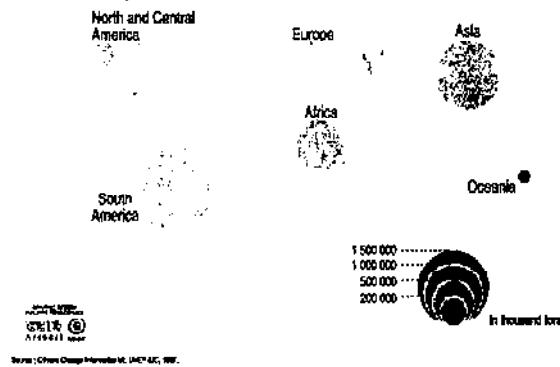 North and Central
America
Europe
Asia
Africa
South
America
Oceania
1 500 000
1 000 000
500 000
200 000
In thousand tons